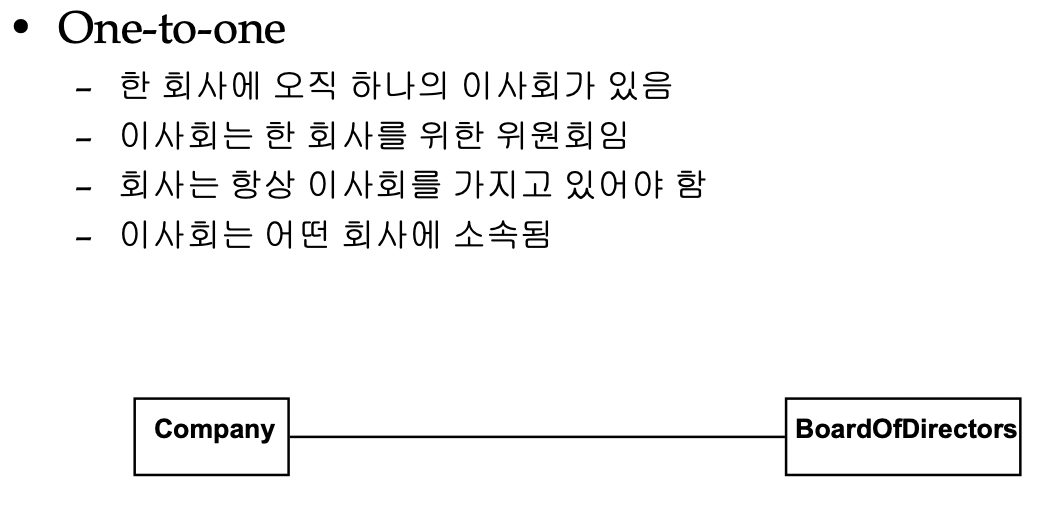 • One-to-one
– 한 회사에 오직 하나의 이사회가 있음
– 이사회는 한 회사를 위한 위원회임
– 회사는 항상 이사회를 가지고 있어야 함
– 이사회는 어떤 회사에 소속됨
Company
BoardOfDirectors